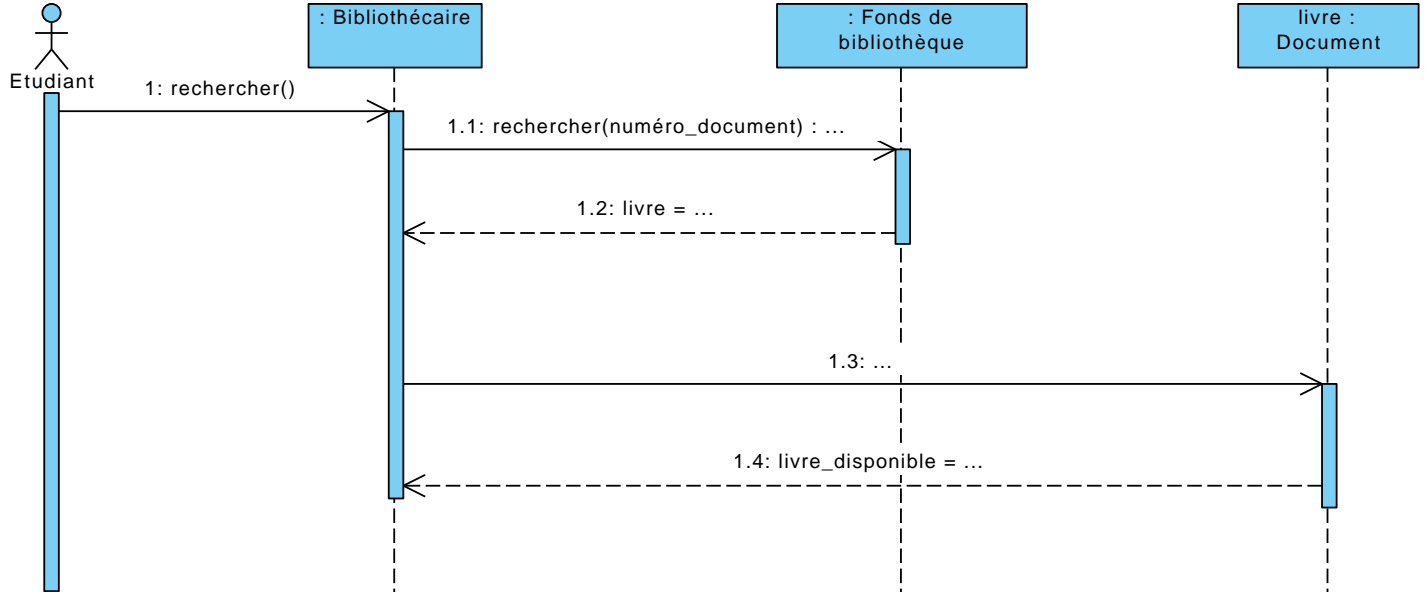 : Bibliothécaire
: Fonds de
bibliothèque
livre :
Document
Etudiant
1: rechercher()
1.1: rechercher(numéro_document) : ...
1.2: livre = ...
1.3: ...
1.4: livre_disponible = ...